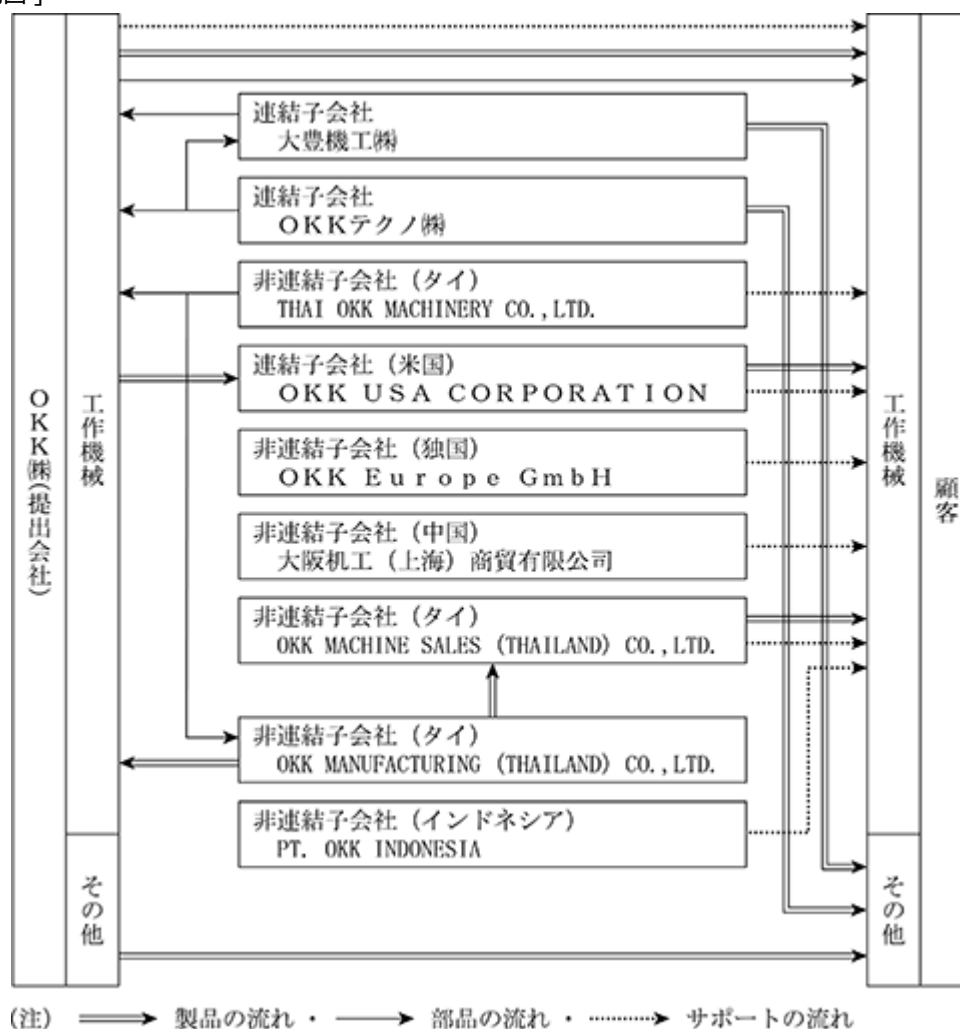 OKK㈱(提出会社)
工作機械
その他
連結子会社
大豊機工㈱
連結子会社
OKKテクノ㈱
非連結子会社(タイ)
THAI OKK MACHINERY CO.,LTD.
連結子会社(米国)
OKK USA CORPORATION
非連結子会社(独国)
OKK Europe GmbH
非連結子会社(中国)
大阪机工(上海)商貿有限公司
非連結子会社(タイ)
OKK MACHINE SALES (THAILAND) CO.,LTD.
非連結子会社(タイ)
OKK MANUFACTURING (THAILAND) CO.,LTD.
非連結子会社(インドネシア)
PT. OKK INDONESIA
工作機械
その他
顧客
(注) 製品の流れ・ 部品の流れ・ サポートの流れ